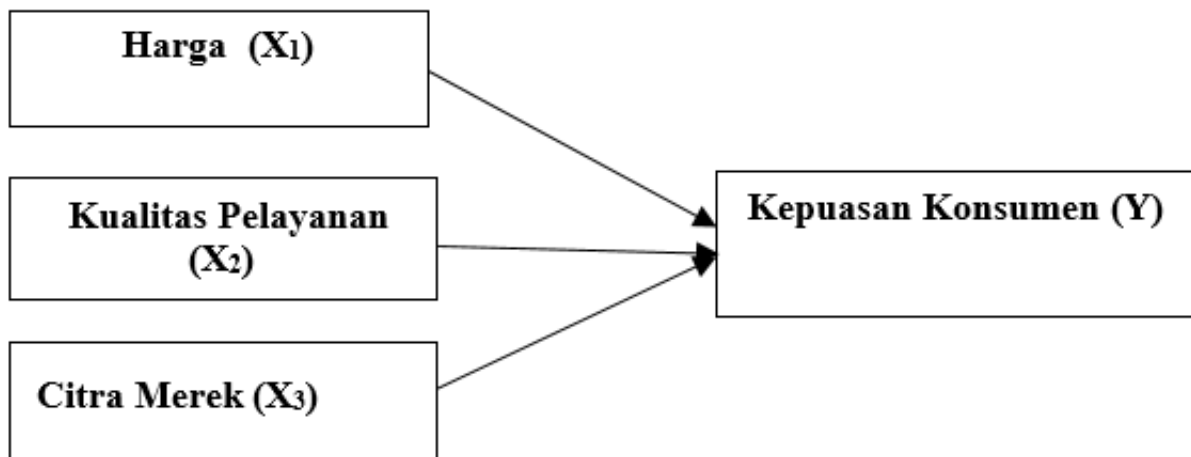 Harga (X1)
Kualitas Pelayanan
(X2)
Kepuasan Konsumen (Y)
Citra Merek (X3)